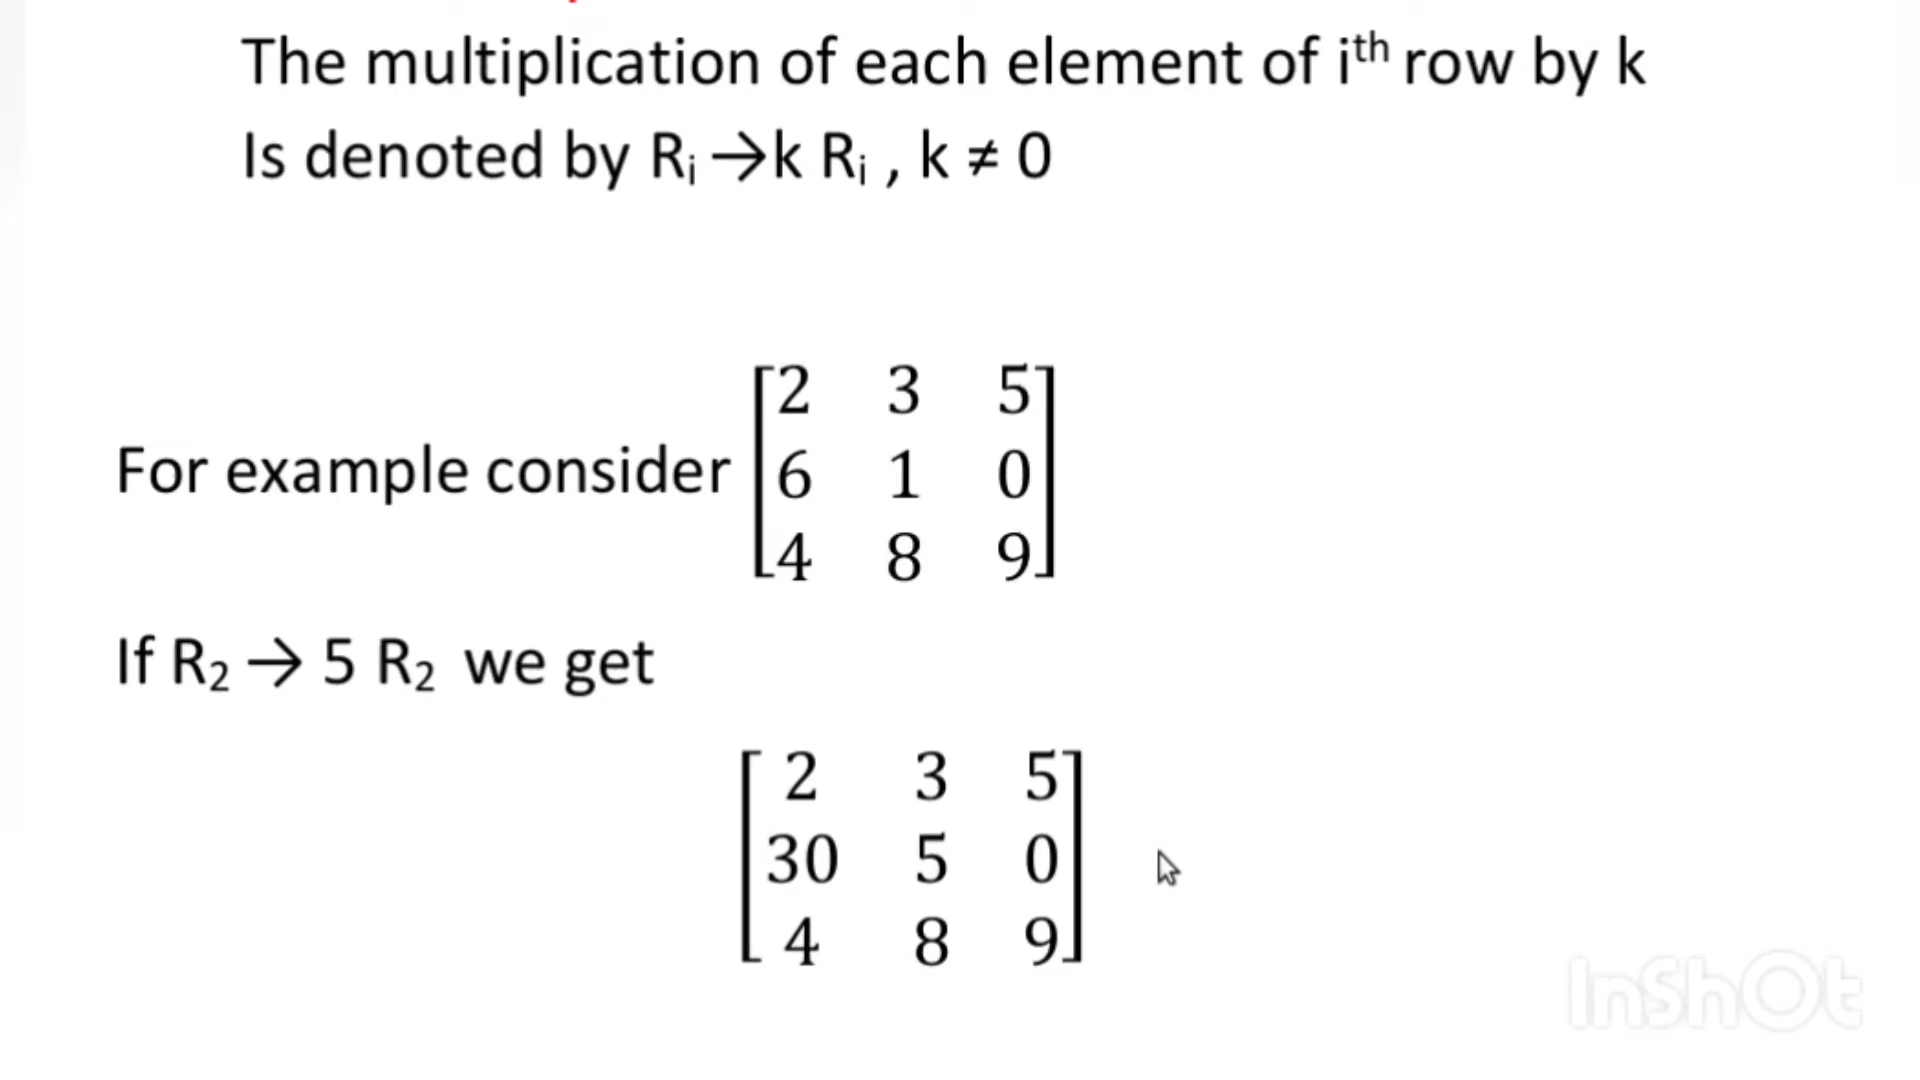 The multiplication of each element of iᵗʰ row by k
Is denoted by Rᵢ →k Rᵢ , k ≠ 0
2 3 5
For example consider 6 1 0
4 8 9
If R₂ → 5 R₂ we get
2 3 5
30 5 0
4 8 9
InShOt